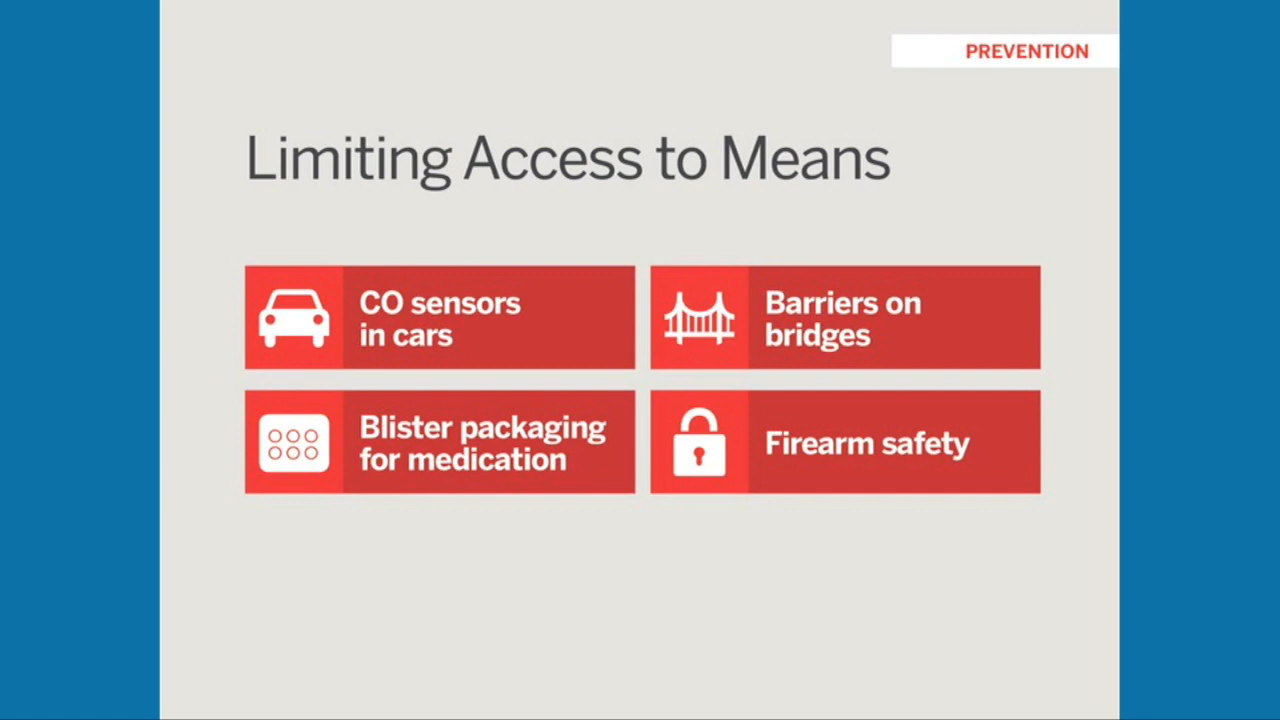 PREVENTION
Limiting Access to Means
CO sensors
in cars
Barriers on
bridges
Blister packaging
for medication
Firearm safety